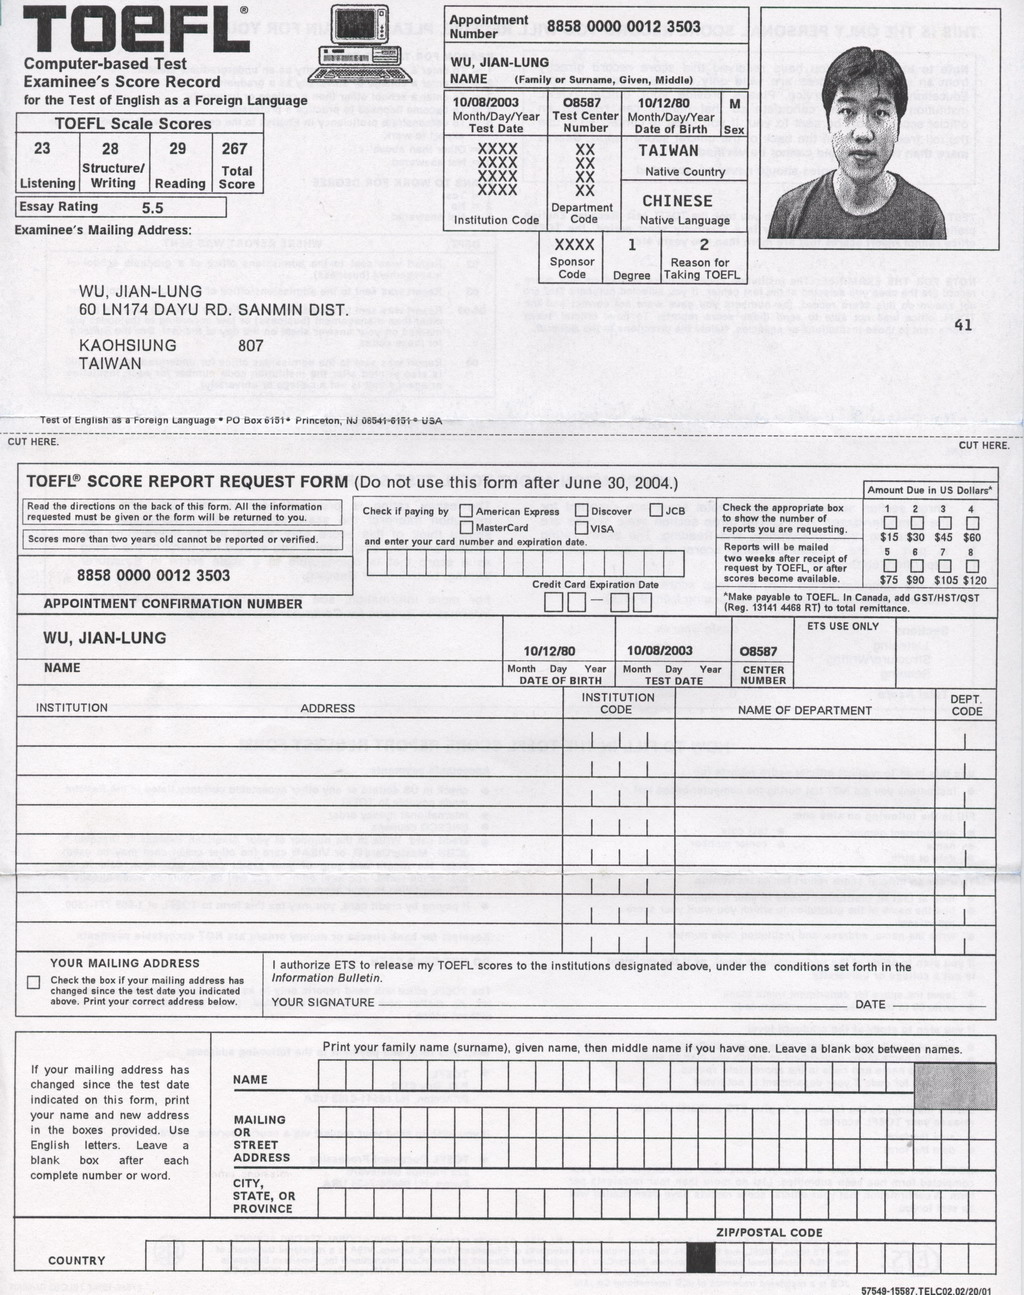 TOEFL®
Computer-based Test
Examinee's Score Record
for the Test of English as a Foreign Language
TOEFL Scale Scores
23 28 29 267
Listening Structure/Writing Reading Total Score
Essay Rating 5.5
Examinee's Mailing Address:
WU, JIAN-LUNG
60 LN174 DAYU RD. SANMIN DIST.
KAOHSIUNG 807
TAIWAN
Appointment Number 8858 0000 0012 3503
WU, JIAN-LUNG
NAME (Family or Surname, Given, Middle)
10/08/2003 O8587 10/12/80 M
Month/Day/Year Test Date Test Center Number Month/Day/Year Date of Birth Sex
XXXX XX TAIWAN
XXXX XX
XXXX XX Native Country
XXXX XX
Institution Code Department Code CHINESE
Native Language
XXXX 1 2
Sponsor Code Degree Reason for Taking TOEFL
41
Test of English as a Foreign Language * PO Box 6151 * Princeton, NJ 08541-6151 * USA
CUT HERE. CUT HERE.
TOEFL® SCORE REPORT REQUEST FORM (Do not use this form after June 30, 2004.)
Read the directions on the back of this form. All the information
requested must be given or the form will be returned to you.
Scores more than two years old cannot be reported or verified.
8858 0000 0012 3503
APPOINTMENT CONFIRMATION NUMBER
Check if paying by American Express Discover JCB
MasterCard VISA
and enter your card number and expiration date.
Credit Card Expiration Date
Check the appropriate box
to show the number of
reports you are requesting.
Reports will be mailed
two weeks after receipt of
request by TOEFL, or after
scores become available.
Amount Due in US Dollars*
1 2 3 4
$15 $30 $45 $60
5 6 7 8
$75 $90 $105 $120
*Make payable to TOEFL. In Canada, add GST/HST/QST
(Reg. 13141 4468 RT) to total remittance.
WU, JIAN-LUNG
NAME
10/12/80
Month Day Year
DATE OF BIRTH
10/08/2003
Month Day Year
TEST DATE
O8587
CENTER
NUMBER
ETS USE ONLY
INSTITUTION ADDRESS INSTITUTION CODE NAME OF DEPARTMENT DEPT. CODE
YOUR MAILING ADDRESS
Check the box if your mailing address has
changed since the test date you indicated
above. Print your correct address below.
I authorize ETS to release my TOEFL scores to the institutions designated above, under the conditions set forth in the
Information Bulletin.
YOUR SIGNATURE DATE
If your mailing address has
changed since the test date
indicated on this form, print
your name and new address
in the boxes provided. Use
English letters. Leave a
blank box after each
complete number or word.
Print your family name (surname), given name, then middle name if you have one. Leave a blank box between names.
NAME
MAILING
OR
STREET
ADDRESS
CITY,
STATE, OR
PROVINCE
ZIP/POSTAL CODE
COUNTRY
57549-15587.TELC02.02/20/01